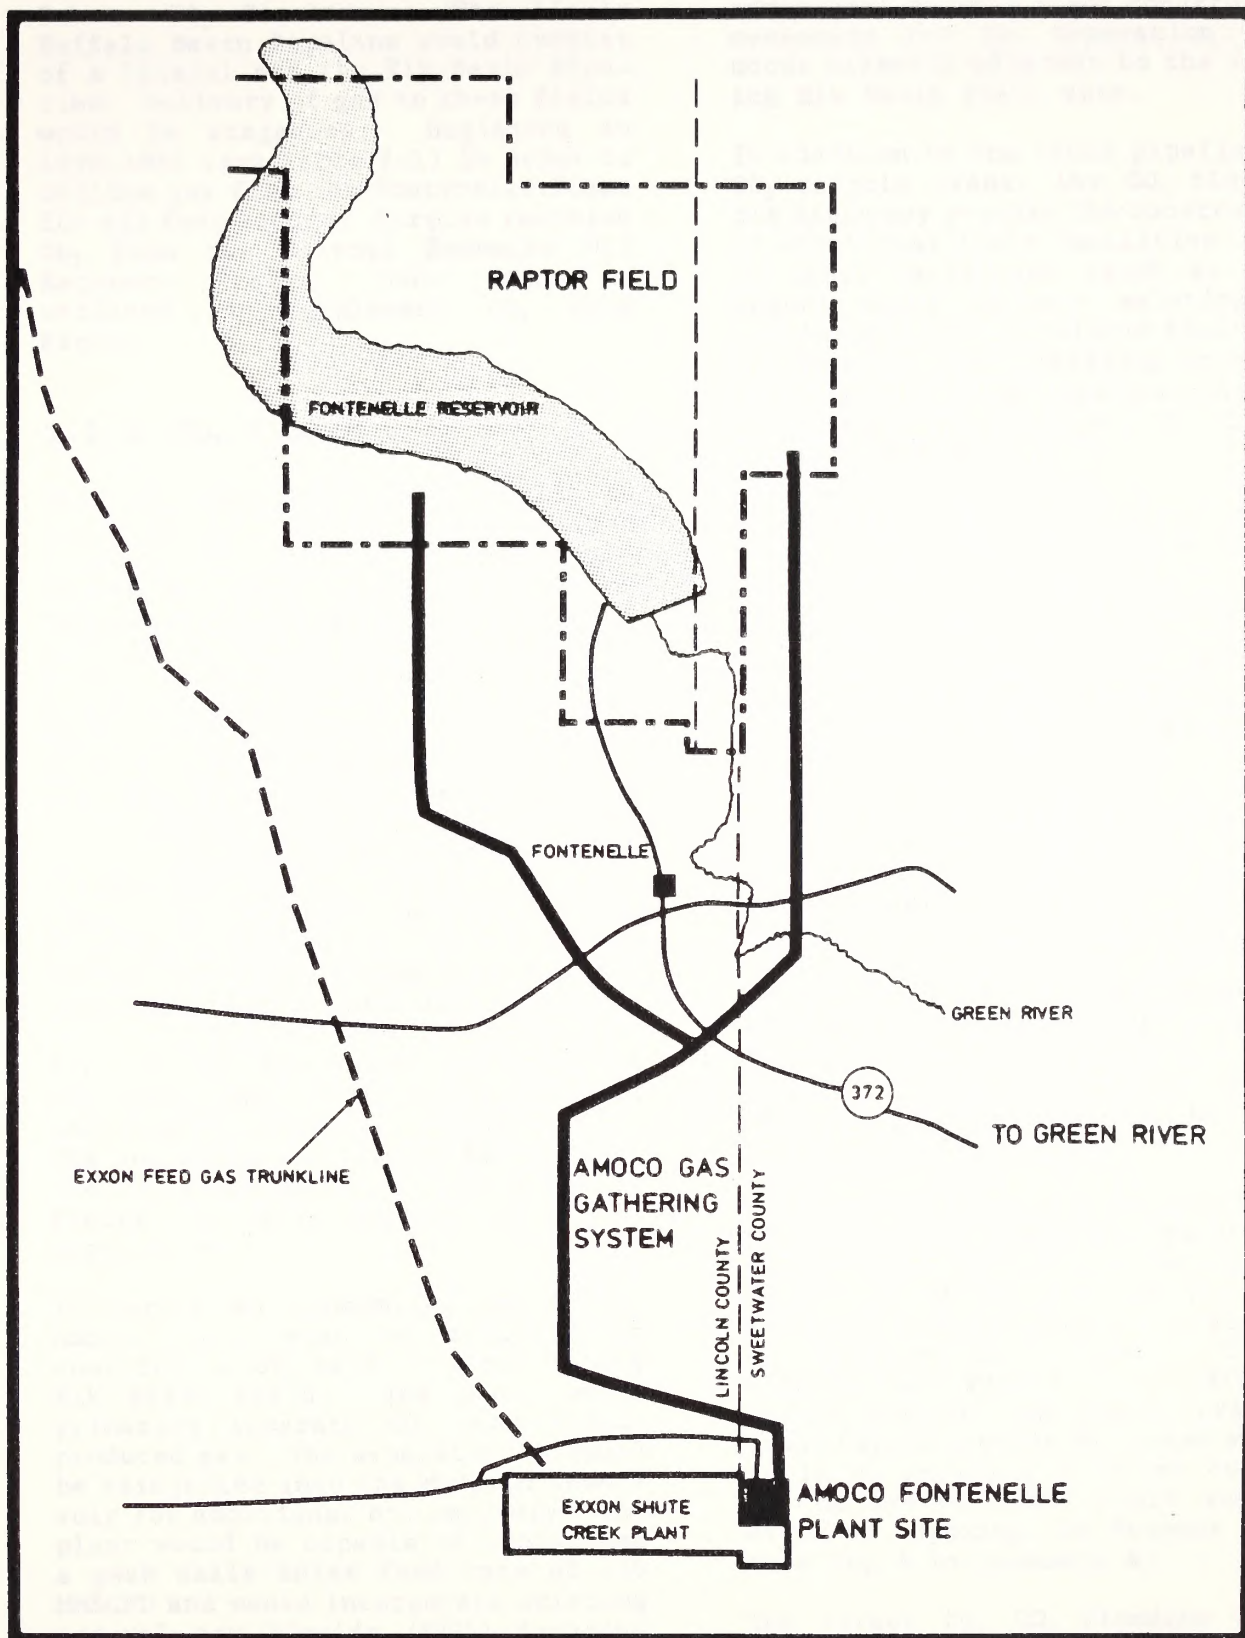 RAPTOR FIELD
FONTENELLE RESERVOIR
FONTENELLE
GREEN RIVER
372
TO GREEN RIVER
EXXON FEED GAS TRUNKLINE
AMOCO GAS
GATHERING
SYSTEM
LINCOLN COUNTY
SWEETWATER COUNTY
EXXON SHUTE
CREEK PLANT
AMOCO FONTENELLE
PLANT SITE